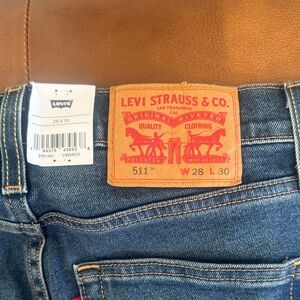 Levi's
28 X 30
LEVI STRAUSS & CO.
SAN FRANCISCO
CAL.
ORIGINAL RIVETED
QUALITY CLOTHING
511™ W 28 L 30